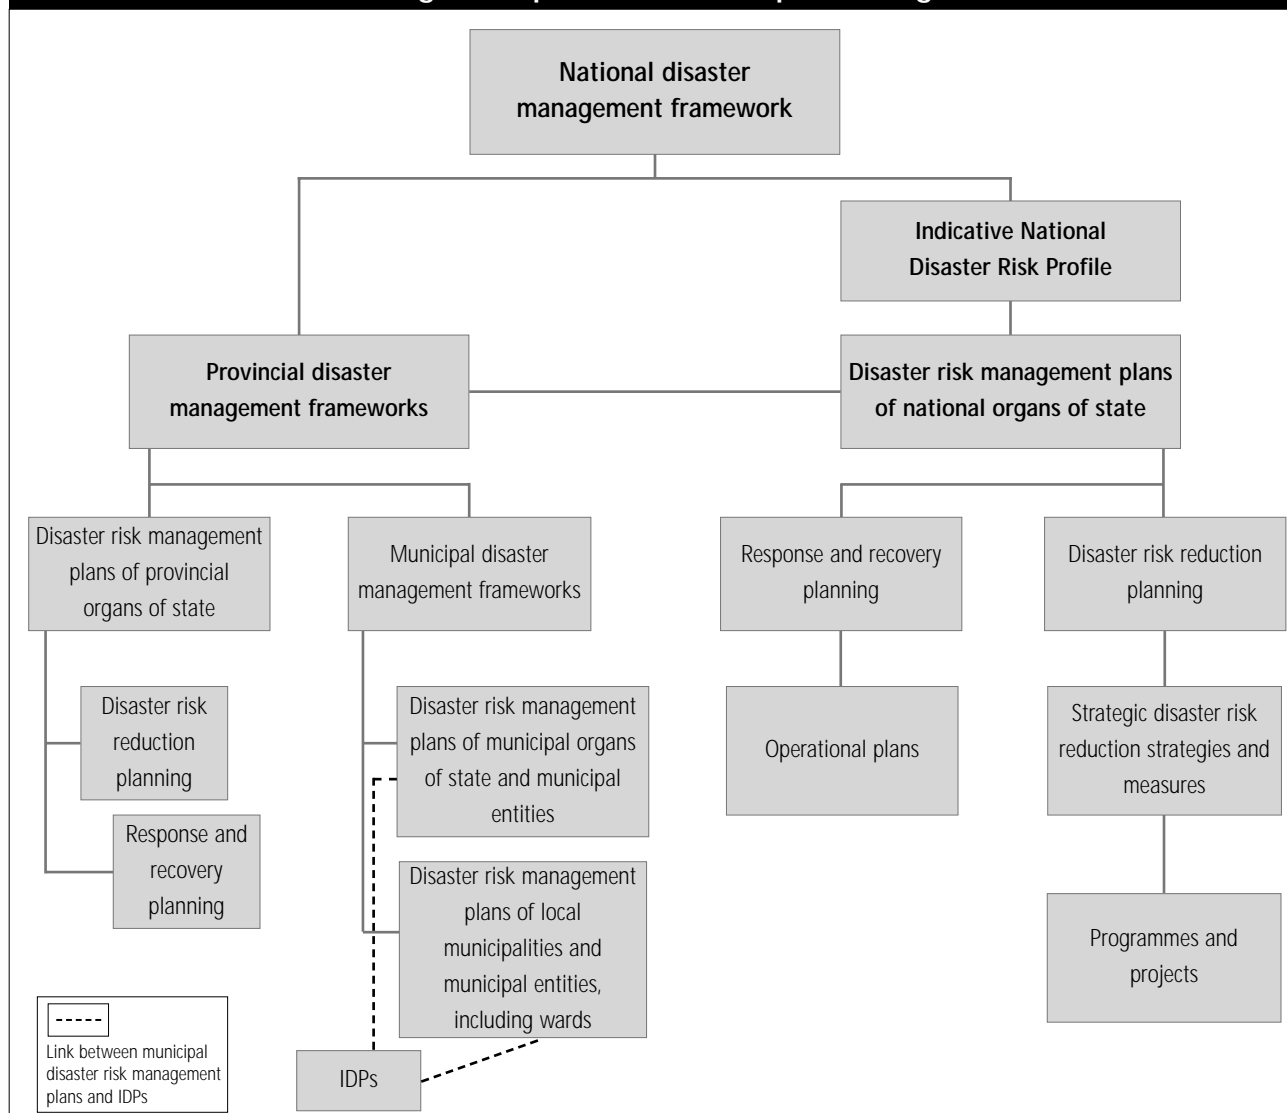 National disaster
management framework
Indicative National
Disaster Risk Profile
Provincial disaster
management frameworks
Disaster risk management plans
of national organs of state
Disaster risk management
plans of provincial
organs of state
Municipal disaster
management frameworks
Response and recovery
planning
Disaster risk reduction
planning
Disaster risk
reduction
planning
Disaster risk management
plans of municipal organs
of state and municipal
entities
Operational plans
Strategic disaster risk
reduction strategies and
measures
Response and
recovery
planning
Disaster risk management
plans of local
municipalities and
municipal entities,
including wards
Programmes and
projects
IDPs
Link between municipal
disaster risk management
plans and IDPs